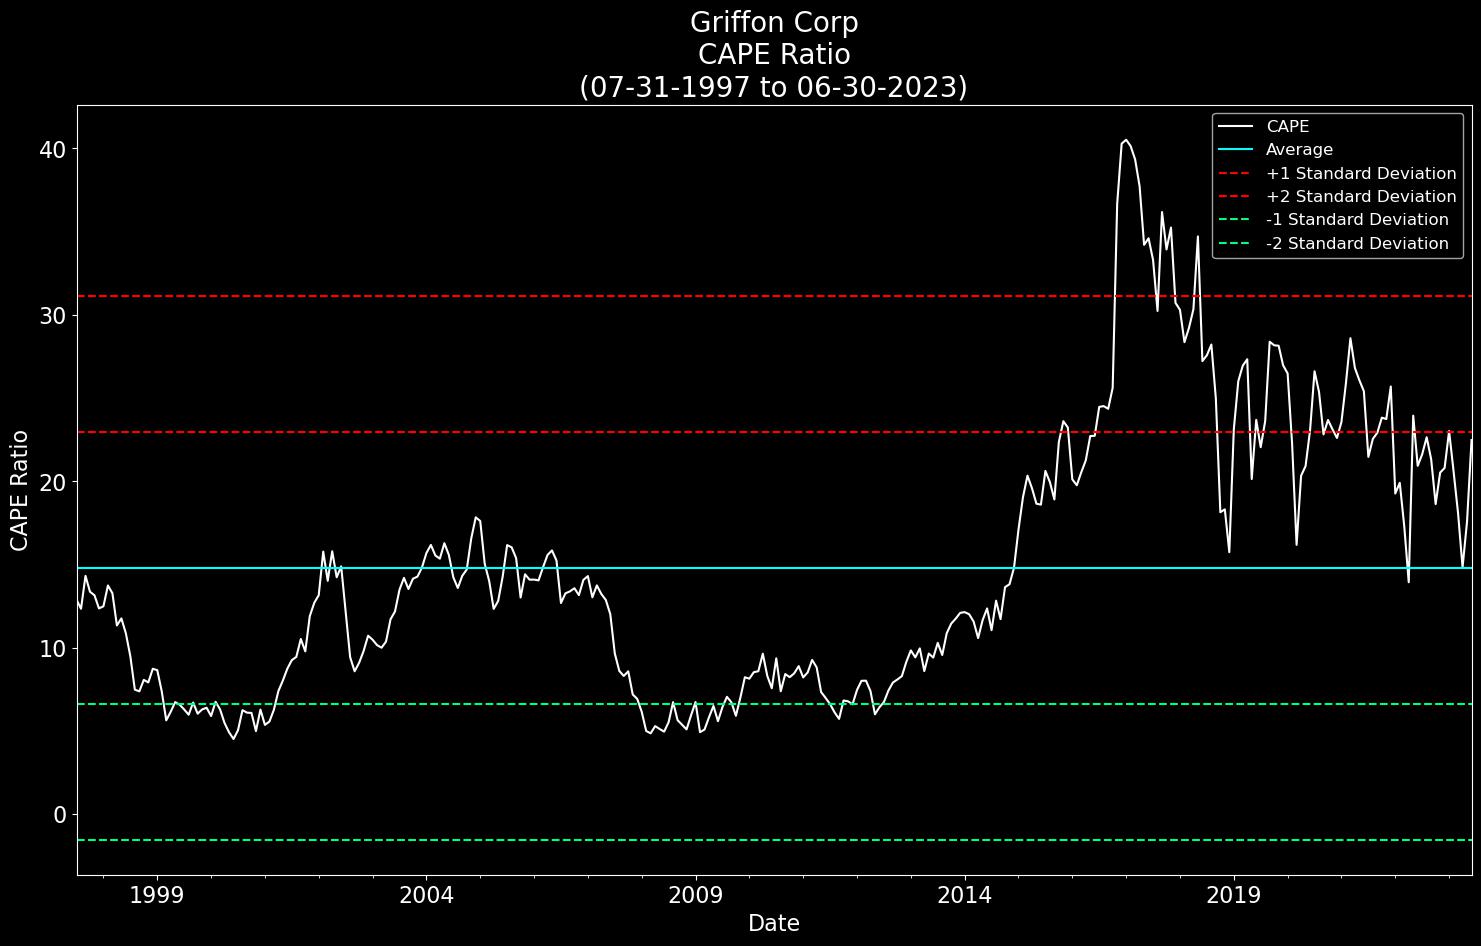 Griffon Corp
CAPE Ratio
(07-31-1997 to 06-30-2023)
CAPE
Average
+1 Standard Deviation
+2 Standard Deviation
-1 Standard Deviation
-2 Standard Deviation
40
30
20
10
0
CAPE Ratio
1999 2004 2009 2014 2019
Date